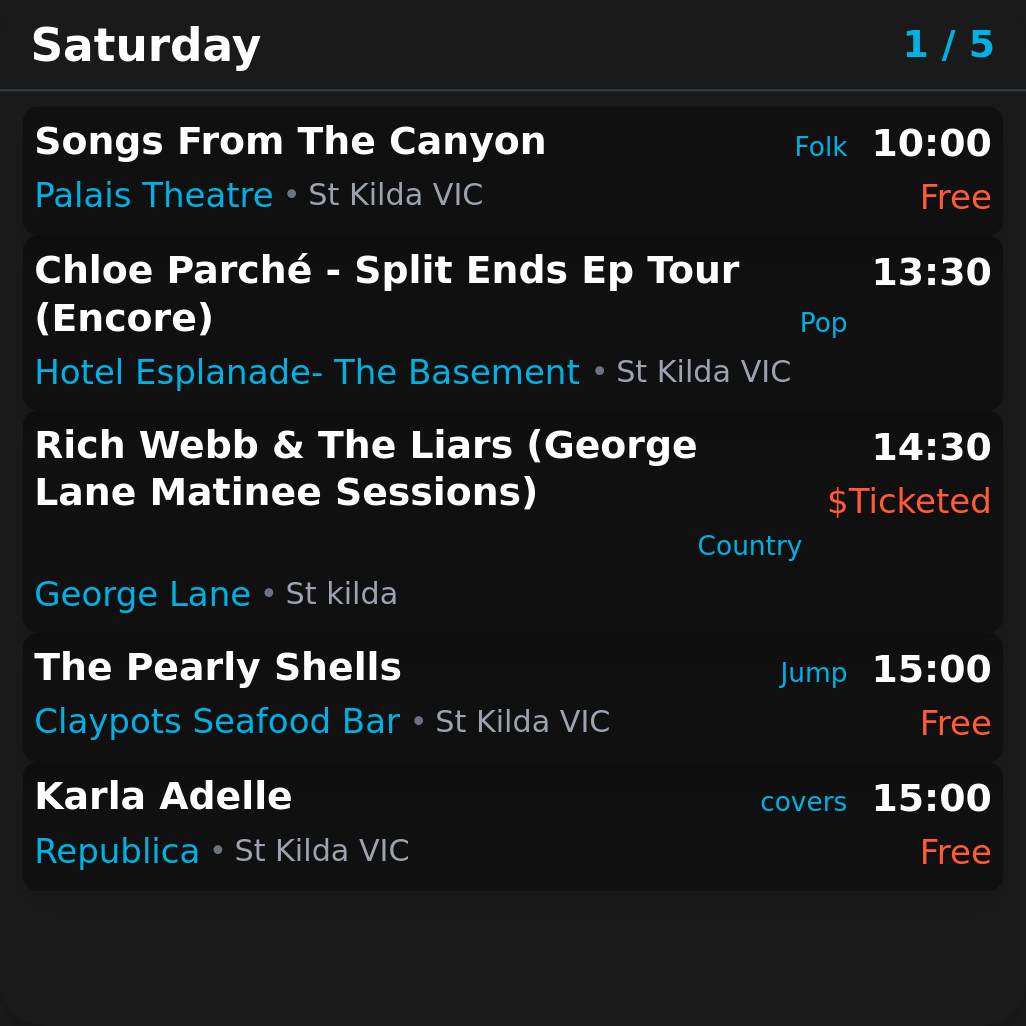 Saturday 1 / 5
Songs From The Canyon Folk 10:00
Palais Theatre • St Kilda VIC Free
Chloe Parché - Split Ends Ep Tour 13:30
(Encore) Pop
Hotel Esplanade- The Basement • St Kilda VIC
Rich Webb & The Liars (George 14:30
Lane Matinee Sessions) $Ticketed
Country
George Lane • St kilda
The Pearly Shells Jump 15:00
Claypots Seafood Bar • St Kilda VIC Free
Karla Adelle covers 15:00
Republica • St Kilda VIC Free